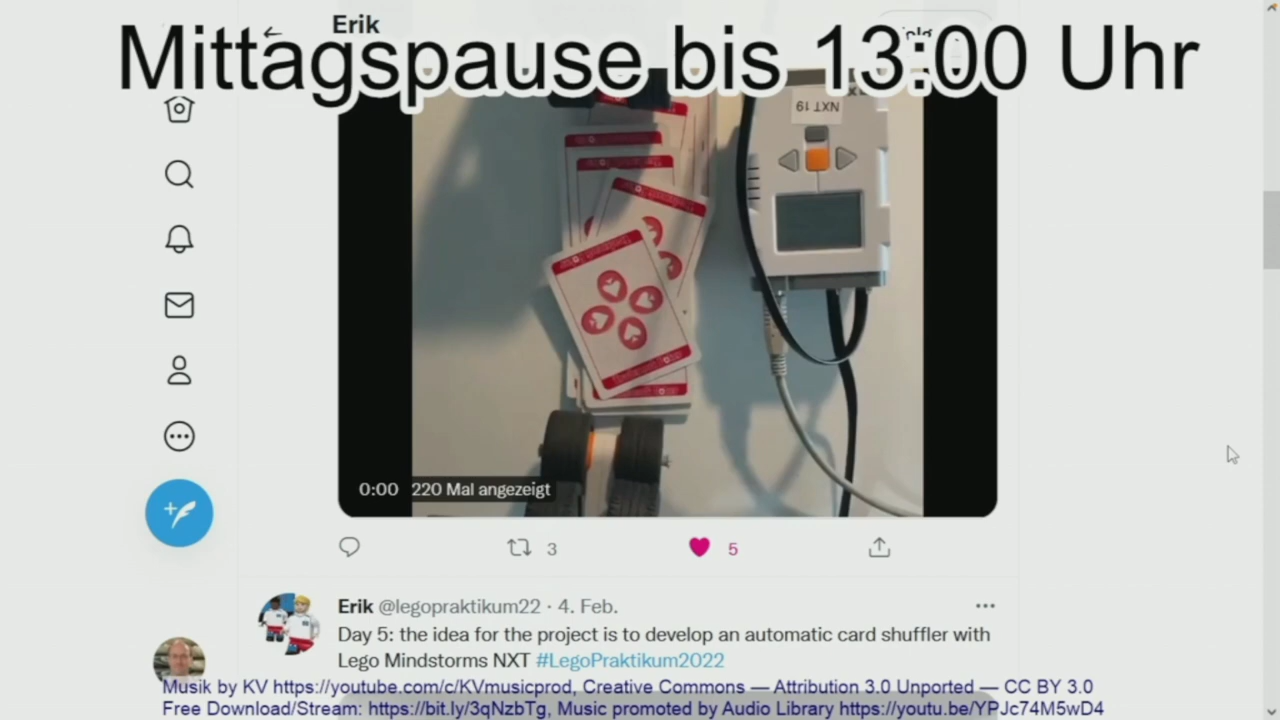 Erik
Mittagspause bis 13:00 Uhr
NXT 19
0:00 220 Mal angezeigt
3
5
Erik @legopraktikum22 · 4. Feb.
Day 5: the idea for the project is to develop an automatic card shuffler with
Lego Mindstorms NXT #LegoPraktikum2022
Musik by KV https://youtube.com/c/KVmusicprod, Creative Commons — Attribution 3.0 Unported — CC BY 3.0
Free Download/Stream: https://bit.ly/3qNzbTg, Music promoted by Audio Library https://youtu.be/YPJc74M5wD4